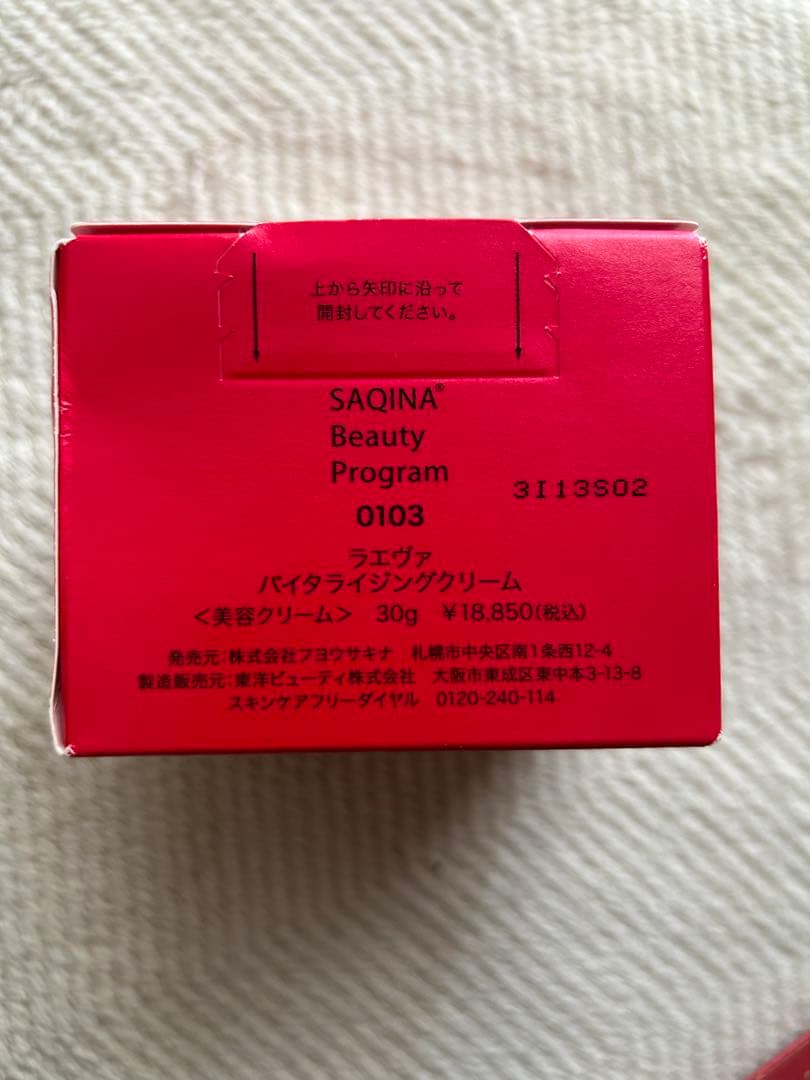 上から矢印に沿って
開封してください。
SAQINA®
Beauty
Program
3I13S02
0103
ラエヴァ
バイタライジングクリーム
＜美容クリーム＞ 30g ¥18,850(税込)
発売元:株式会社フヨウサキナ 札幌市中央区南1条西12-4
製造販売元:東洋ビューティ株式会社 大阪市東成区東中本3-13-8
スキンケアフリーダイヤル 0120-240-114